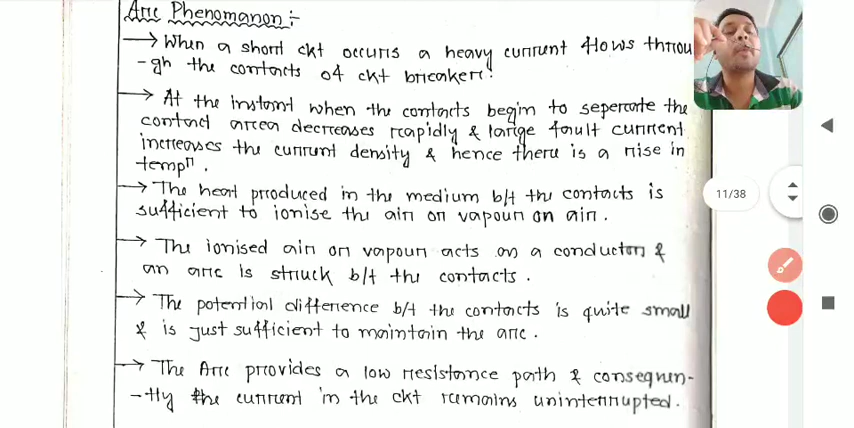 Arc Phenomanon :-
→ When a short ckt occurs a heavy current flows throu
-gh the contacts of ckt breaker.
→ At the instant when the contacts begin to seperate the
contact area decreases rapidly & large fault current
increases the current density & hence there is a rise in
tempⁿ.
→ The heat produced in the medium b/t the contacts is
sufficient to ionise the air or vapour or air.
→ The ionised air or vapour acts as a conductor &
an arc is struck b/t the contacts.
→ The potential difference b/t the contacts is quite small
& is just sufficient to maintain the arc.
→ The Arc provides a low resistance path & consequen-
-tly the current in the ckt remains uninterrupted.
11/38